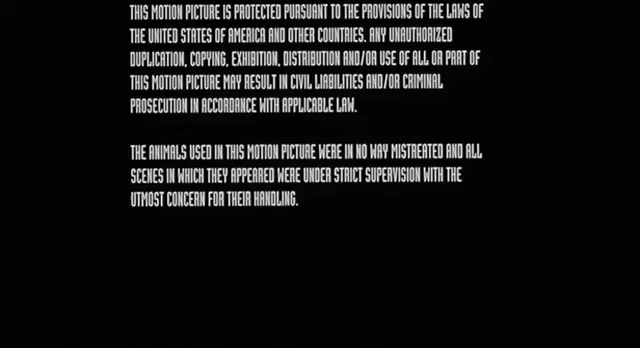 THIS MOTION PICTURE IS PROTECTED PURSUANT TO THE PROVISIONS OF THE LAWS OF
THE UNITED STATES OF AMERICA AND OTHER COUNTRIES. ANY UNAUTHORIZED
DUPLICATION, COPYING, EXHIBITION, DISTRIBUTION AND/OR USE OF ALL OR PART OF
THIS MOTION PICTURE MAY RESULT IN CIVIL LIABILITIES AND/OR CRIMINAL
PROSECUTION IN ACCORDANCE WITH APPLICABLE LAW.
THE ANIMALS USED IN THIS MOTION PICTURE WERE IN NO WAY MISTREATED AND ALL
SCENES IN WHICH THEY APPEARED WERE UNDER STRICT SUPERVISION WITH THE
UTMOST CONCERN FOR THEIR HANDLING.